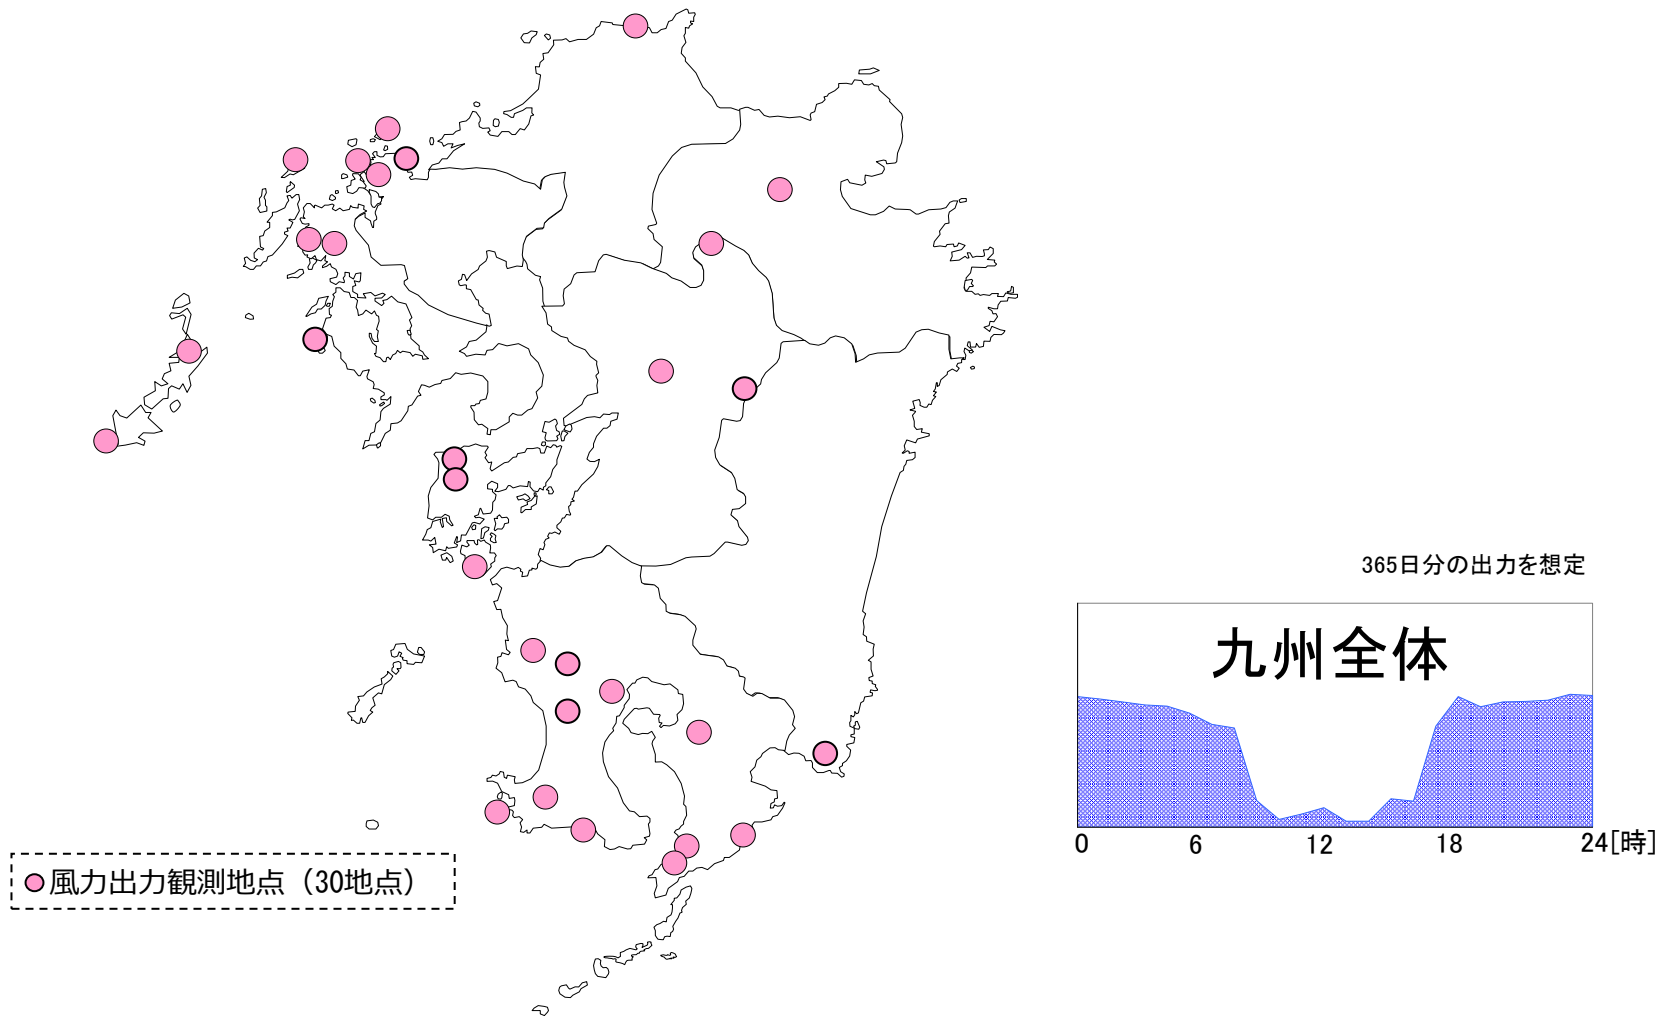 365日分の出力を想定
九州全体
0 6 12 18 24[時]
風力出力観測地点（30地点）